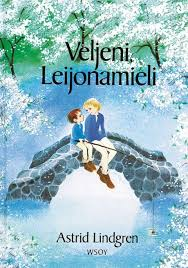 Veljeni,
Leijonamieli
Astrid Lindgren
WSOY